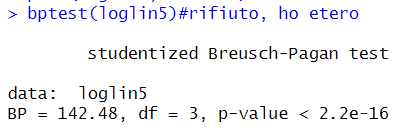 > bptest(loglin5)#rifiuto, ho etero
studentized Breusch-Pagan test
data:  loglin5
BP = 142.48, df = 3, p-value < 2.2e-16